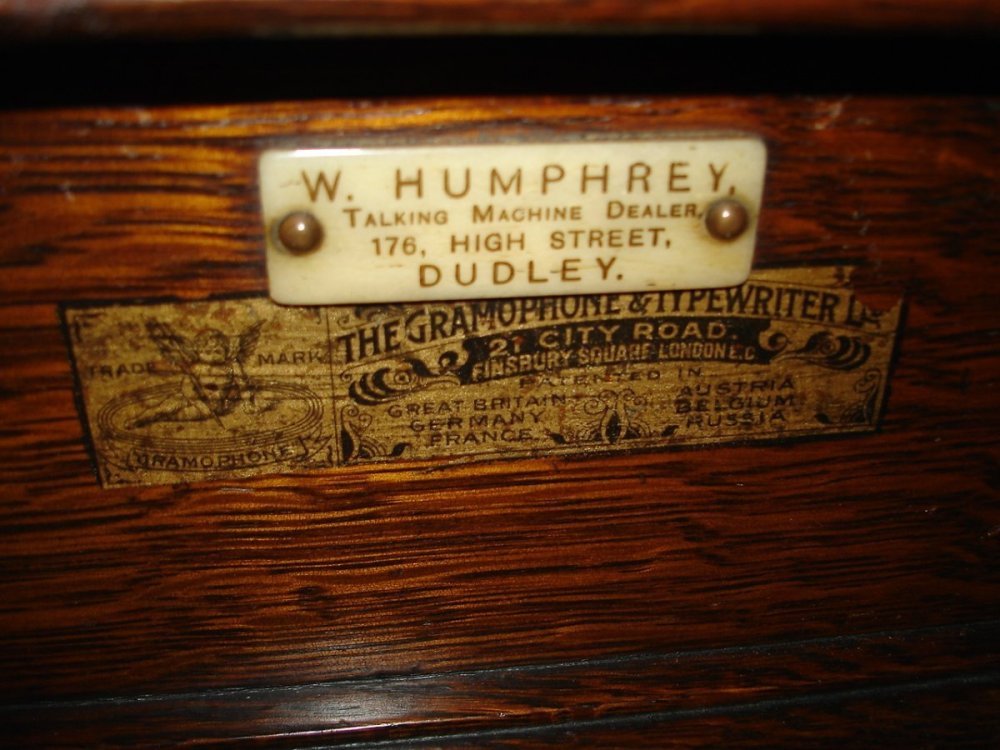 W. HUMPHREY,
TALKING MACHINE DEALER,
176, HIGH STREET,
DUDLEY.
THE GRAMOPHONE & TYPEWRITER LD
21 CITY ROAD.
FINSBURY SQUARE LONDON E.C
TRADE MARK
GRAMOPHONE
PATENTED IN
GREAT BRITAIN
GERMANY
FRANCE
AUSTRIA
BELGIUM
RUSSIA